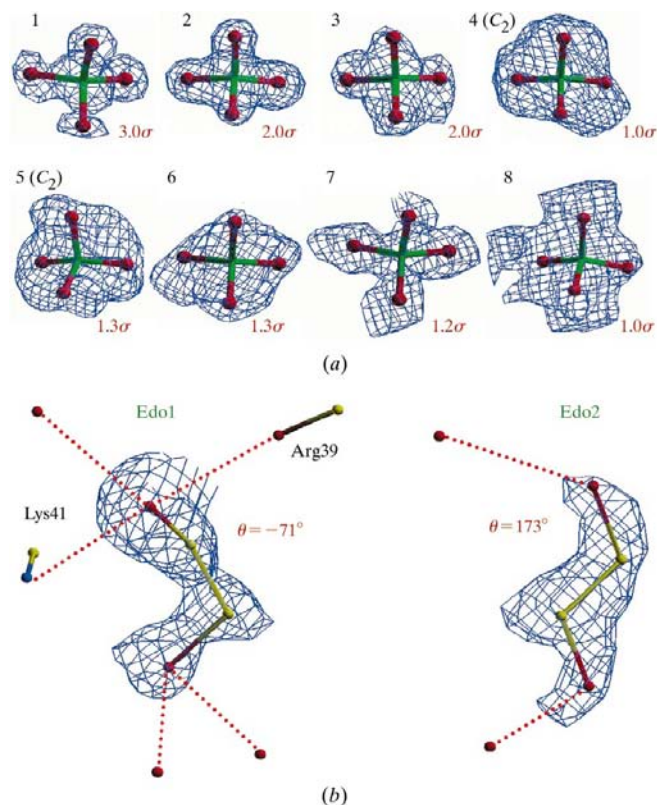 1 2 3 4 (C₂)
3.0σ 2.0σ 2.0σ 1.0σ
5 (C₂) 6 7 8
1.3σ 1.3σ 1.2σ 1.0σ
(a)
Edo1 Edo2
Arg39
Lys41 θ = −71° θ = 173°
(b)